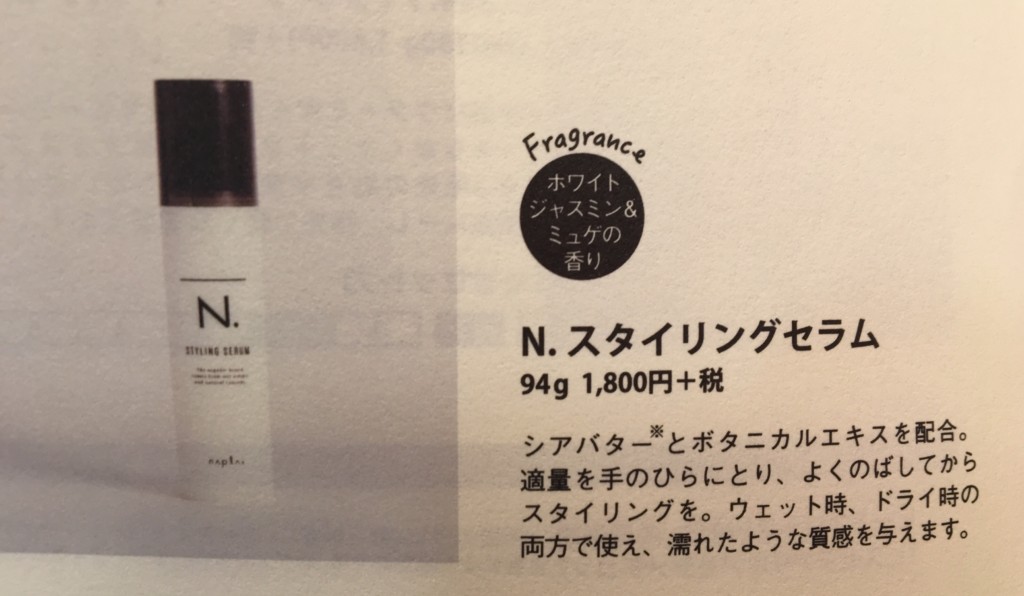 N.
STYLING SERUM
napla
Fragrance
ホワイト
ジャスミン&
ミュゲの
香り
N. スタイリングセラム
94g 1,800円＋税
シアバター※とボタニカルエキスを配合。
適量を手のひらにとり、よくのばしてから
スタイリングを。ウェット時、ドライ時の
両方で使え、濡れたような質感を与えます。